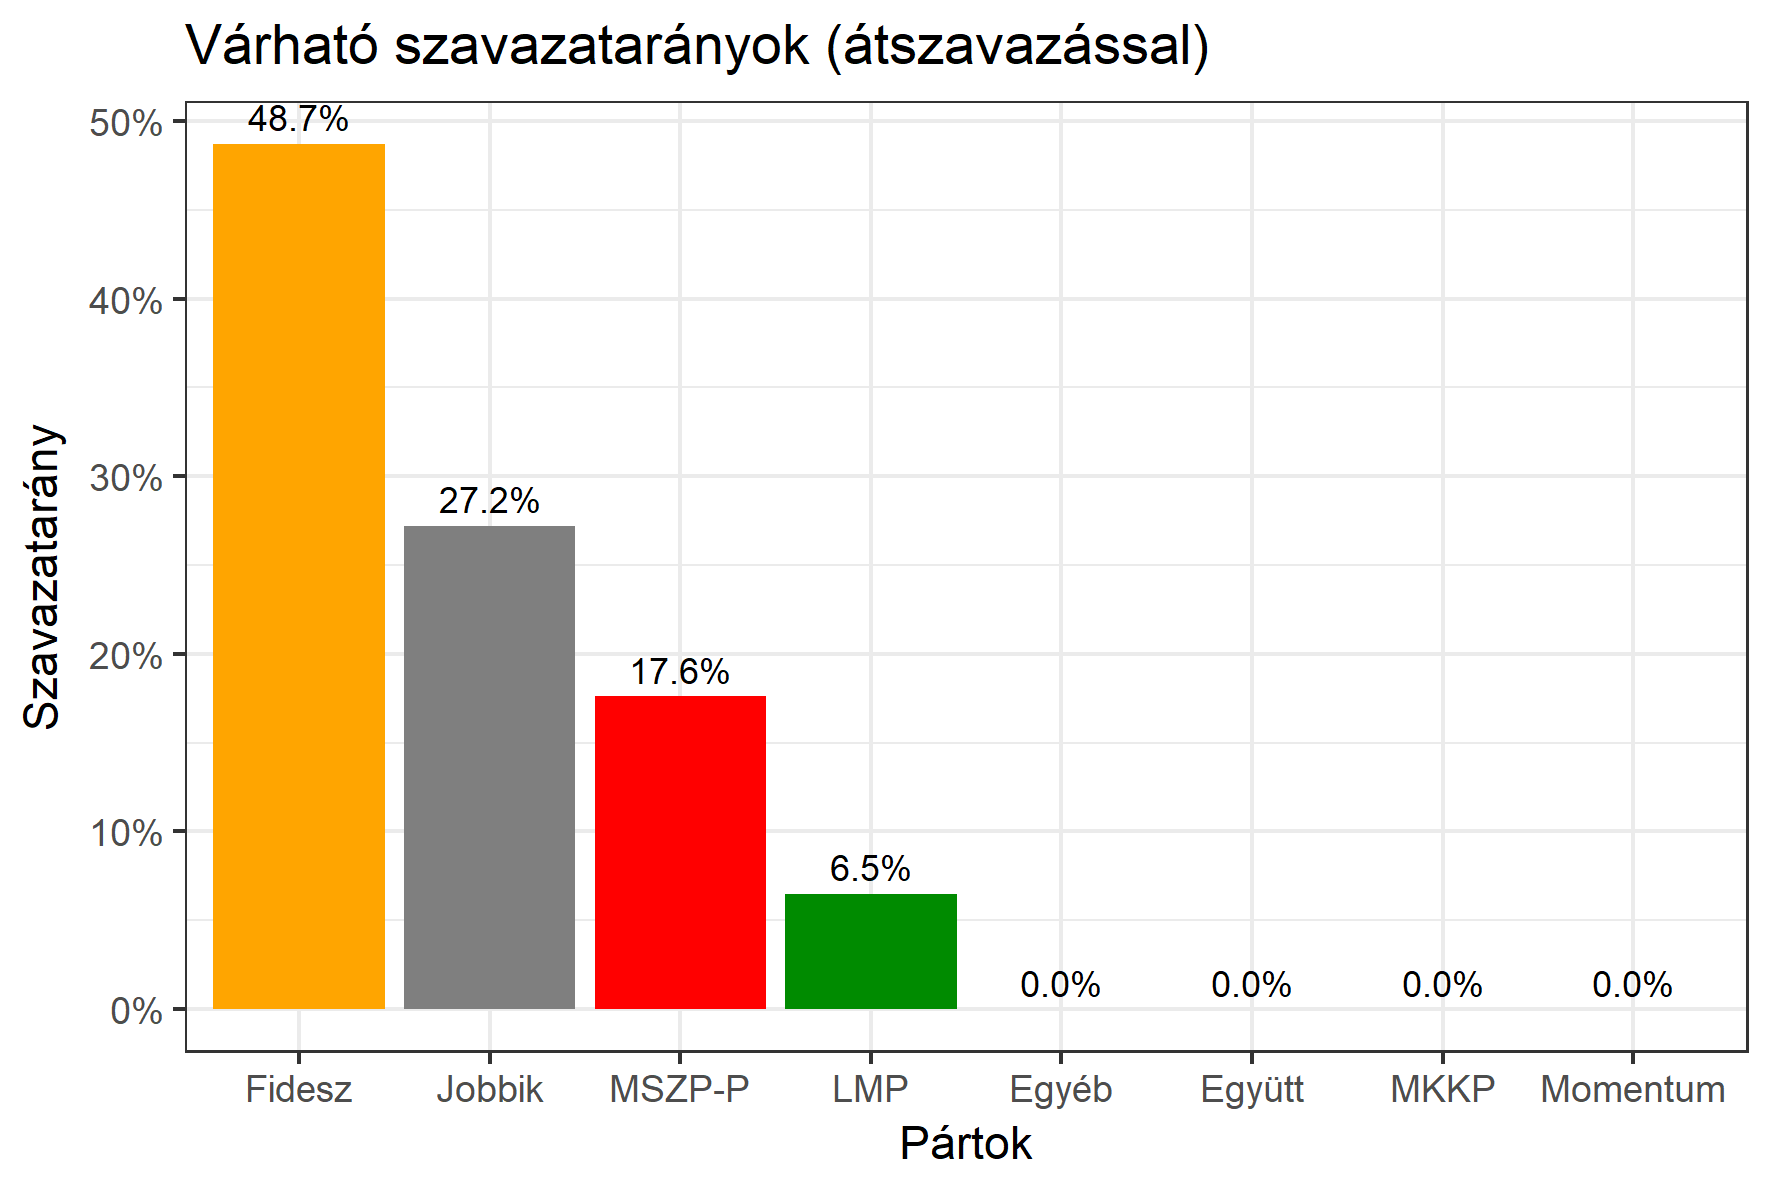 Várható szavazatarányok (átszavazással)
Szavazatarány
50%
40%
30%
20%
10%
0%
48.7%
27.2%
17.6%
6.5%
0.0%
0.0%
0.0%
0.0%
Fidesz
Jobbik
MSZP-P
LMP
Egyéb
Együtt
MKKP
Momentum
Pártok